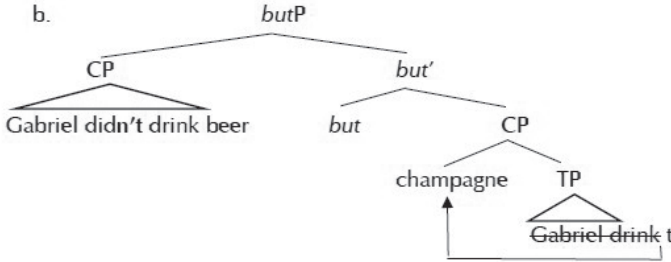 b. butP
CP but'
Gabriel didn't drink beer but CP
champagne TP
Gabriel drink t